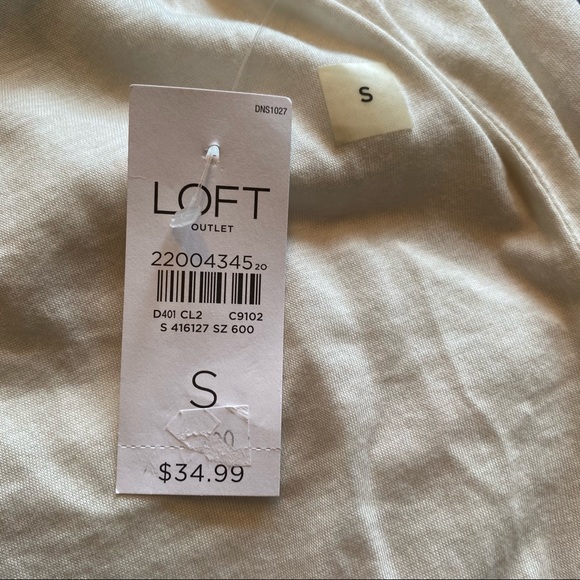 DNS1027
LOFT
OUTLET
22004345 20
D401 CL2 C9102
S 416127 SZ 600
S
$34.99
S